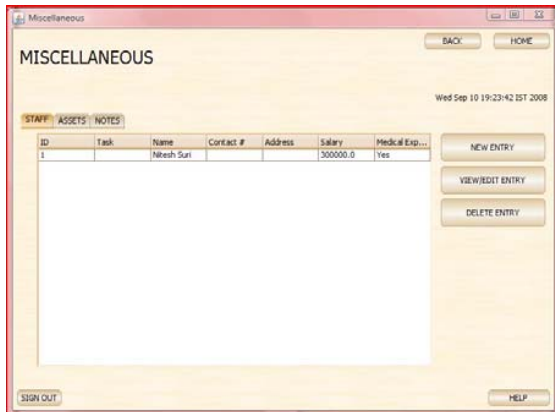 Miscellaneous
BACK HOME
MISCELLANEOUS
Wed Sep 10 19:23:42 IST 2008
STAFF ASSETS NOTES
ID Task Name Contact # Address Salary Medical Exp...
1 Nitesh Suri 300000.0 Yes
NEW ENTRY
VIEW/EDIT ENTRY
DELETE ENTRY
SIGN OUT HELP